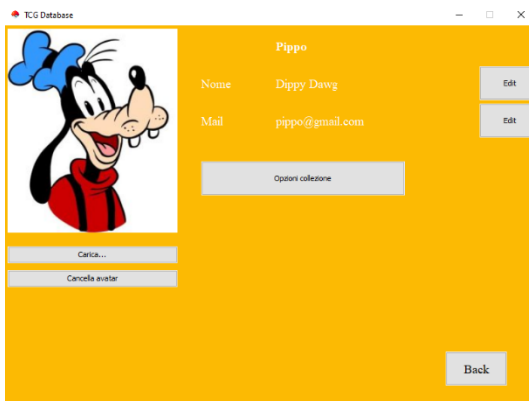 TCG Database
Pippo
Nome Dippy Dawg Edit
Mail pippo@gmail.com Edit
Opzioni collezione
Carica...
Cancella avatar
Back